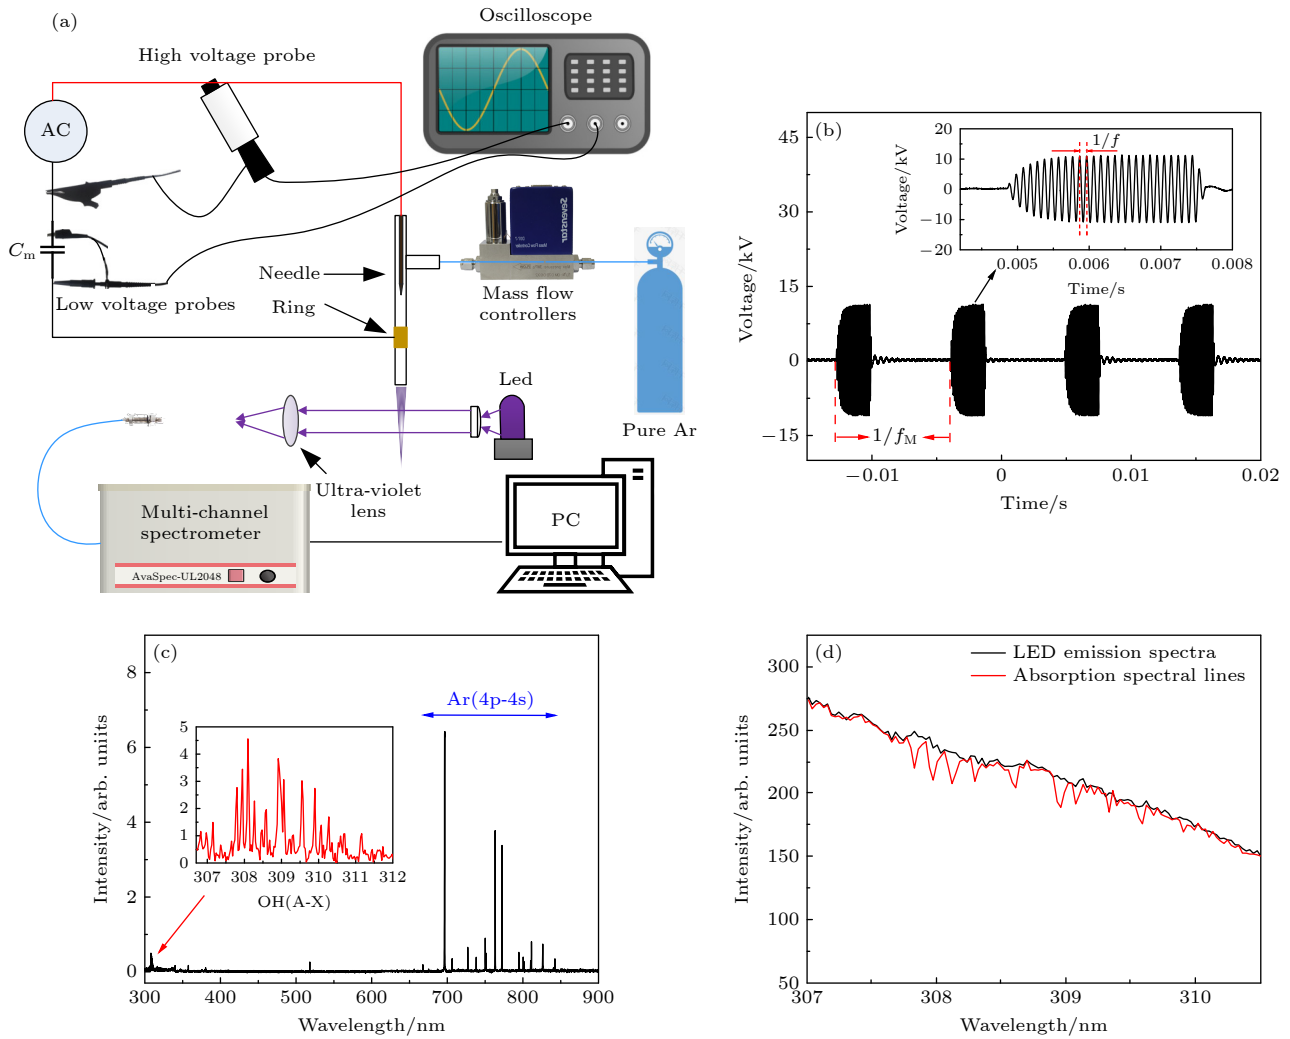 (a)
Oscilloscope
High voltage probe
AC
Cm
Low voltage probes
Needle
Ring
Sevenstar
Mass flow
controllers
Pure Ar
Led
Ultra-violet
lens
Multi-channel
spectrometer
AvaSpec-UL2048
PC
(b)
Voltage/kV
45
30
15
0
−15
−0.01
0
0.01
0.02
Time/s
1/fM
Voltage/kV
20
10
0
−10
−20
1/f
0.005
0.006
0.007
0.008
Time/s
(c)
Intensity/arb. uniits
8
6
4
2
0
300
400
500
600
700
800
900
Wavelength/nm
Ar(4p-4s)
5
4
3
2
1
0
307
308
309
310
311
312
OH(A-X)
(d)
LED emission spectra
Absorption spectral lines
Intensity/arb. uniits
300
250
200
150
100
50
307
308
309
310
Wavelength/nm